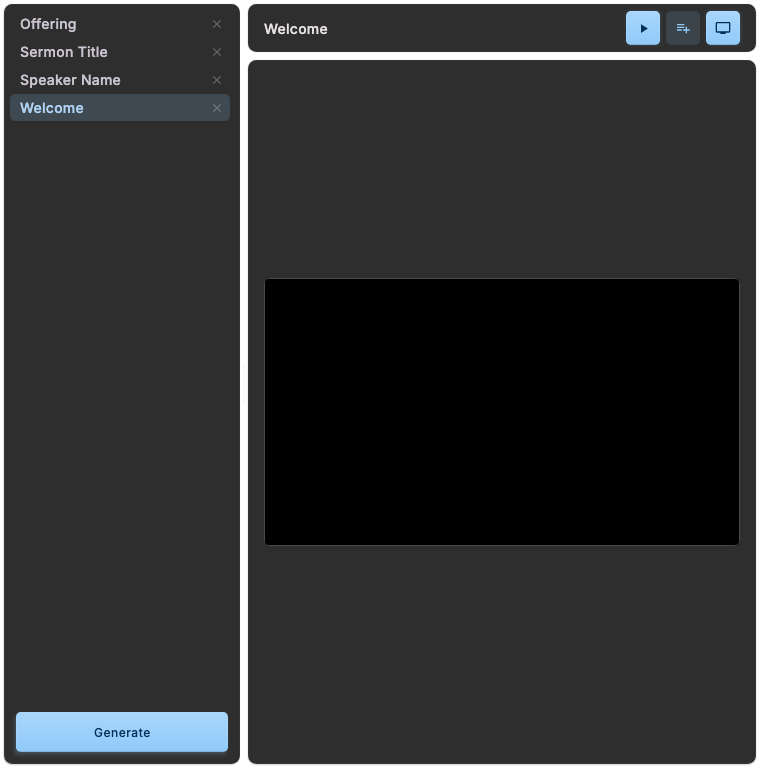 Offering
Sermon Title
Speaker Name
Welcome
Generate
Welcome